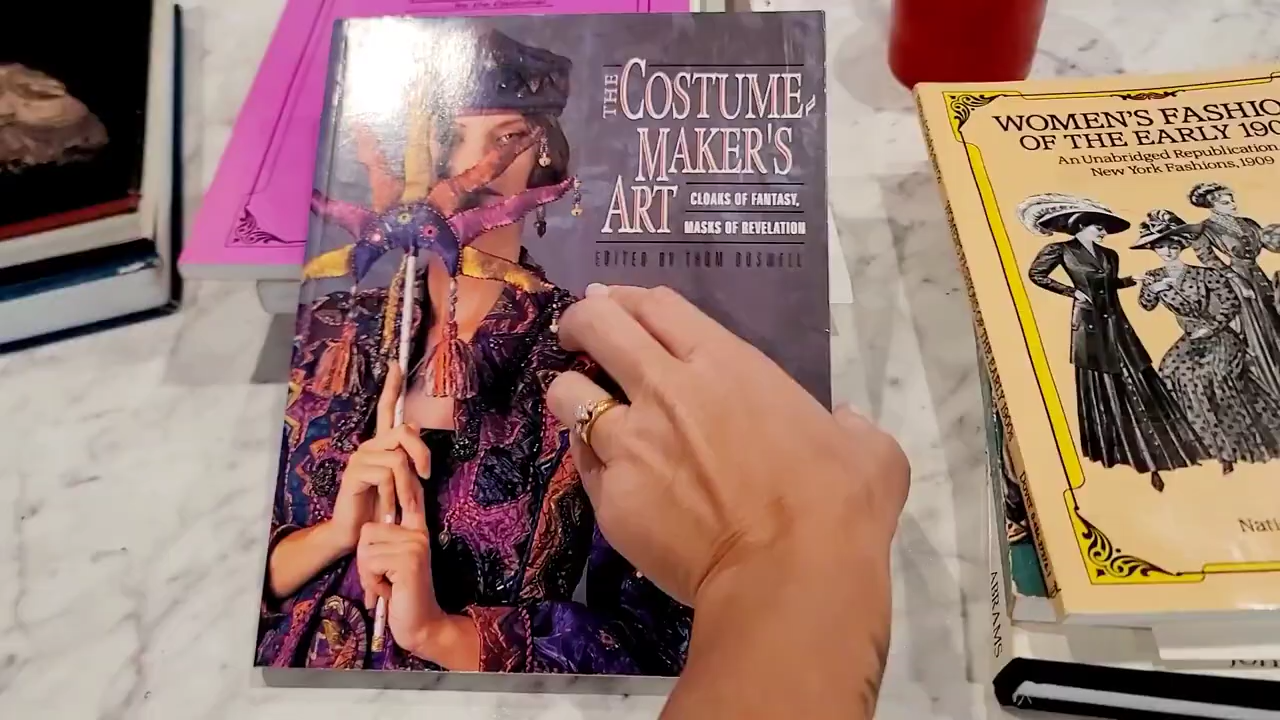 THE COSTUME-
MAKER'S
ART
CLOAKS OF FANTASY,
MASKS OF REVELATION
EDITED BY THOM BOSWELL
WOMEN'S FASHIO
OF THE EARLY 190
An Unabridged Republication
New York Fashions, 1909
ABRAMS